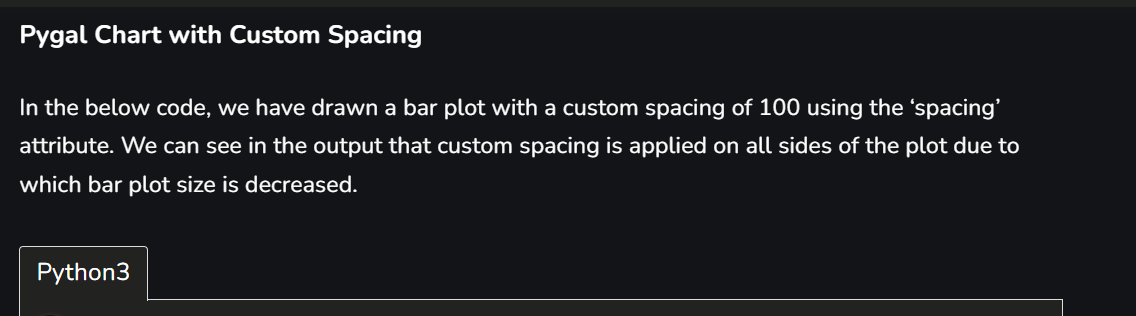 Pygal Chart with Custom Spacing
In the below code, we have drawn a bar plot with a custom spacing of 100 using the ‘spacing’
attribute. We can see in the output that custom spacing is applied on all sides of the plot due to
which bar plot size is decreased.
Python3